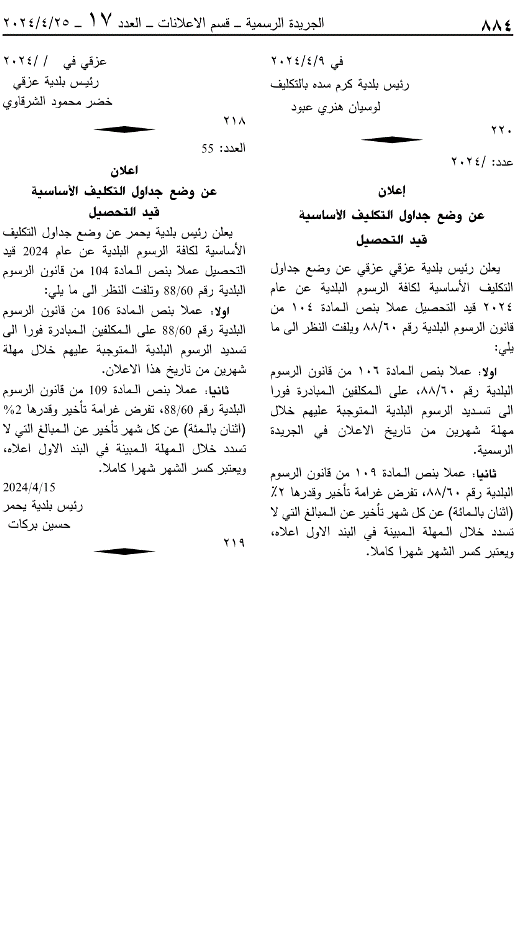 ٨٨٤
الجريدة الرسمية ــ قسم الاعلانات ــ العدد ١٧ ــ ٢٠٢٤/٤/٢٥
في ٢٠٢٤/٤/٩
رئيس بلدية كرم سده بالتكليف
لوسيان هنري عبود
٢٢٠
عدد: /٢٠٢٤
إعلان
عن وضع جداول التكليف الأساسية
قيد التحصيل
يعلن رئيس بلدية عزقي عزقي عن وضع جداول
التكليف الأساسية لكافة الرسوم البلدية عن عام
٢٠٢٤ قيد التحصيل عملا بنص المادة ١٠٤ من
قانون الرسوم البلدية رقم ٨٨/٦٠ ويلفت النظر الى ما
يلي:
اولا: عملا بنص المادة ١٠٦ من قانون الرسوم
البلدية رقم ٨٨/٦٠، على المكلفين المبادرة فورا
الى تسديد الرسوم البلدية المتوجبة عليهم خلال
مهلة شهرين من تاريخ الاعلان في الجريدة
الرسمية.
ثانيا: عملا بنص المادة ١٠٩ من قانون الرسوم
البلدية رقم ٨٨/٦٠، تفرض غرامة تأخير وقدرها ٢٪
(اثنان بالمائة) عن كل شهر تأخير عن المبالغ التي لا
تسدد خلال المهلة المبينة في البند الاول اعلاه،
ويعتبر كسر الشهر شهرا كاملا.
عزقي في / /٢٠٢٤
رئيس بلدية عزقي
خضر محمود الشرقاوي
٢١٨
العدد: 55
اعلان
عن وضع جداول التكليف الأساسية
قيد التحصيل
يعلن رئيس بلدية يحمر عن وضع جداول التكليف
الأساسية لكافة الرسوم البلدية عن عام 2024 قيد
التحصيل عملا بنص المادة 104 من قانون الرسوم
البلدية رقم 88/60 وتلفت النظر الى ما يلي:
اولا: عملا بنص المادة 106 من قانون الرسوم
البلدية رقم 88/60 على المكلفين المبادرة فورا الى
تسديد الرسوم البلدية المتوجبة عليهم خلال مهلة
شهرين من تاريخ هذا الاعلان.
ثانيا: عملا بنص المادة 109 من قانون الرسوم
البلدية رقم 88/60، تفرض غرامة تأخير وقدرها 2%
(اثنان بالمئة) عن كل شهر تأخير عن المبالغ التي لا
تسدد خلال المهلة المبينة في البند الاول اعلاه،
ويعتبر كسر الشهر شهرا كاملا.
2024/4/15
رئيس بلدية يحمر
حسين بركات
٢١٩